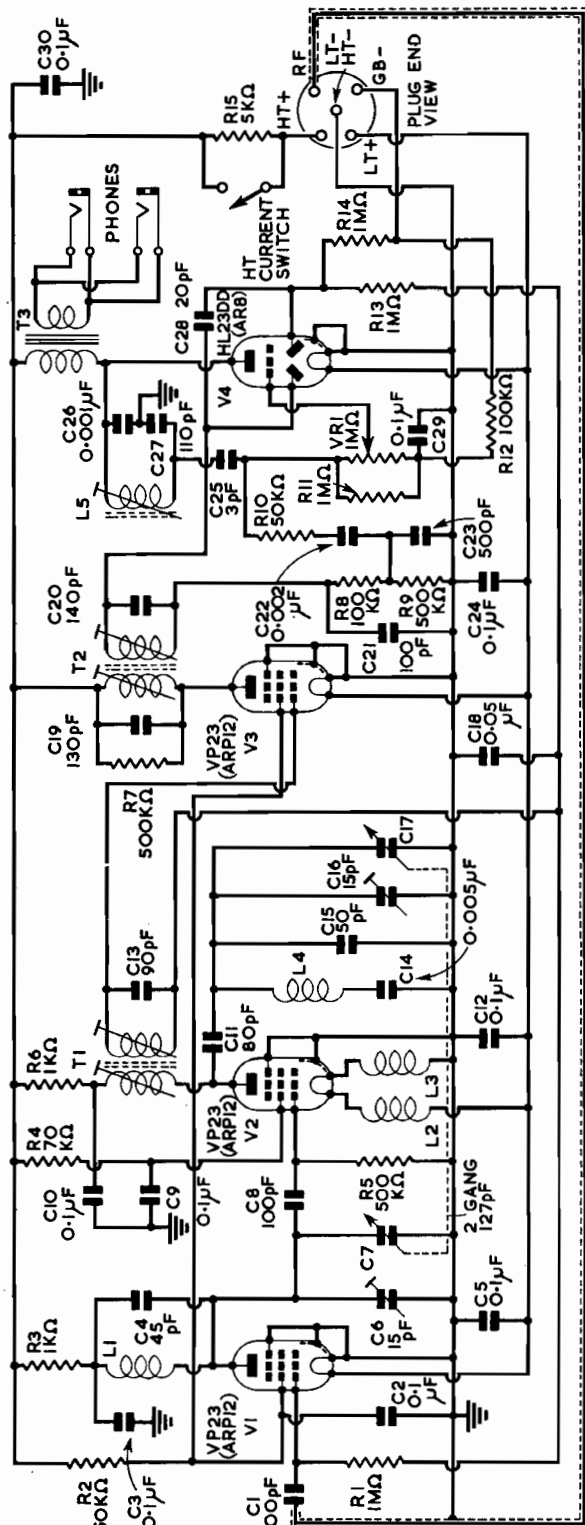 R2
C3
0·1µF
C1
R1
1MΩ
R3
1KΩ
L1
C4
45
pF
VP23
(ARP12)
V1
C2
0·1
µF
C6
15pF
C5
0·1µF
C7
2 GANG
127pF
R4
70
KΩ
C10
0·1µF
C9
0·1µF
C8
100pF
R5
500
KΩ
R6
1KΩ
T1
VP23
(ARP12)
V2
L2
L3
C13
90pF
C11
80pF
C12
0·1µF
L4
C14
0·005µF
C15
50pF
C16
15pF
C17
R7
500KΩ
C19
130pF
T2
VP23
(ARP12)
V3
C18
0·05
µF
C20
140pF
C21
100
pF
C22
0·002
µF
R8
100
KΩ
R9
500
KΩ
C23
500pF
C24
0·1µF
L5
C26
0·001µF
C27
110pF
C25
3pF
R10
50KΩ
R11
1MΩ
VR1
1MΩ
C29
0·1µF
R12 100KΩ
T3
PHONES
C28
20pF
HL23DD
(AR8)
V4
R13
1MΩ
R14
1MΩ
HT
CURRENT
SWITCH
R15
5KΩ
C30
0·1µF
HT+
RF
LT-
HT-
GB-
LT+
PLUG END
VIEW